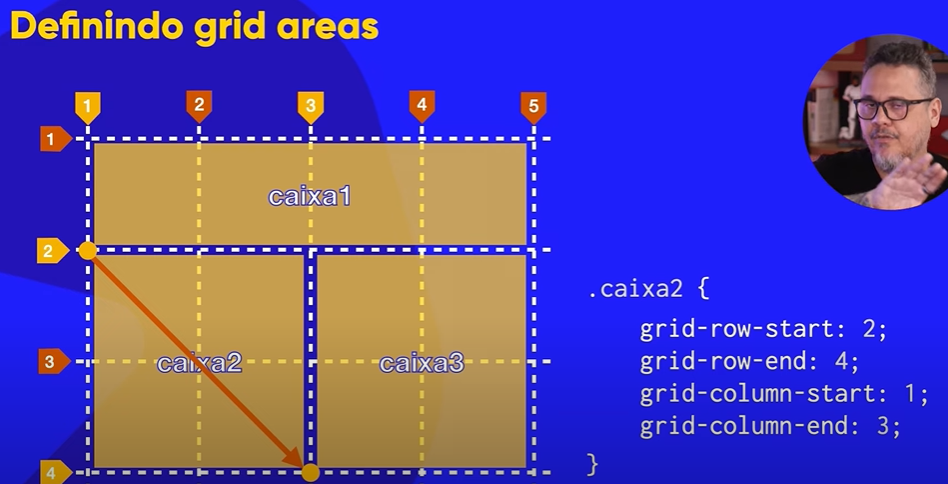 Definindo grid areas
1 2 3 4 5
1
caixa1
2
caixa2 caixa3
3
4
.caixa2 {
grid-row-start: 2;
grid-row-end: 4;
grid-column-start: 1;
grid-column-end: 3;
}